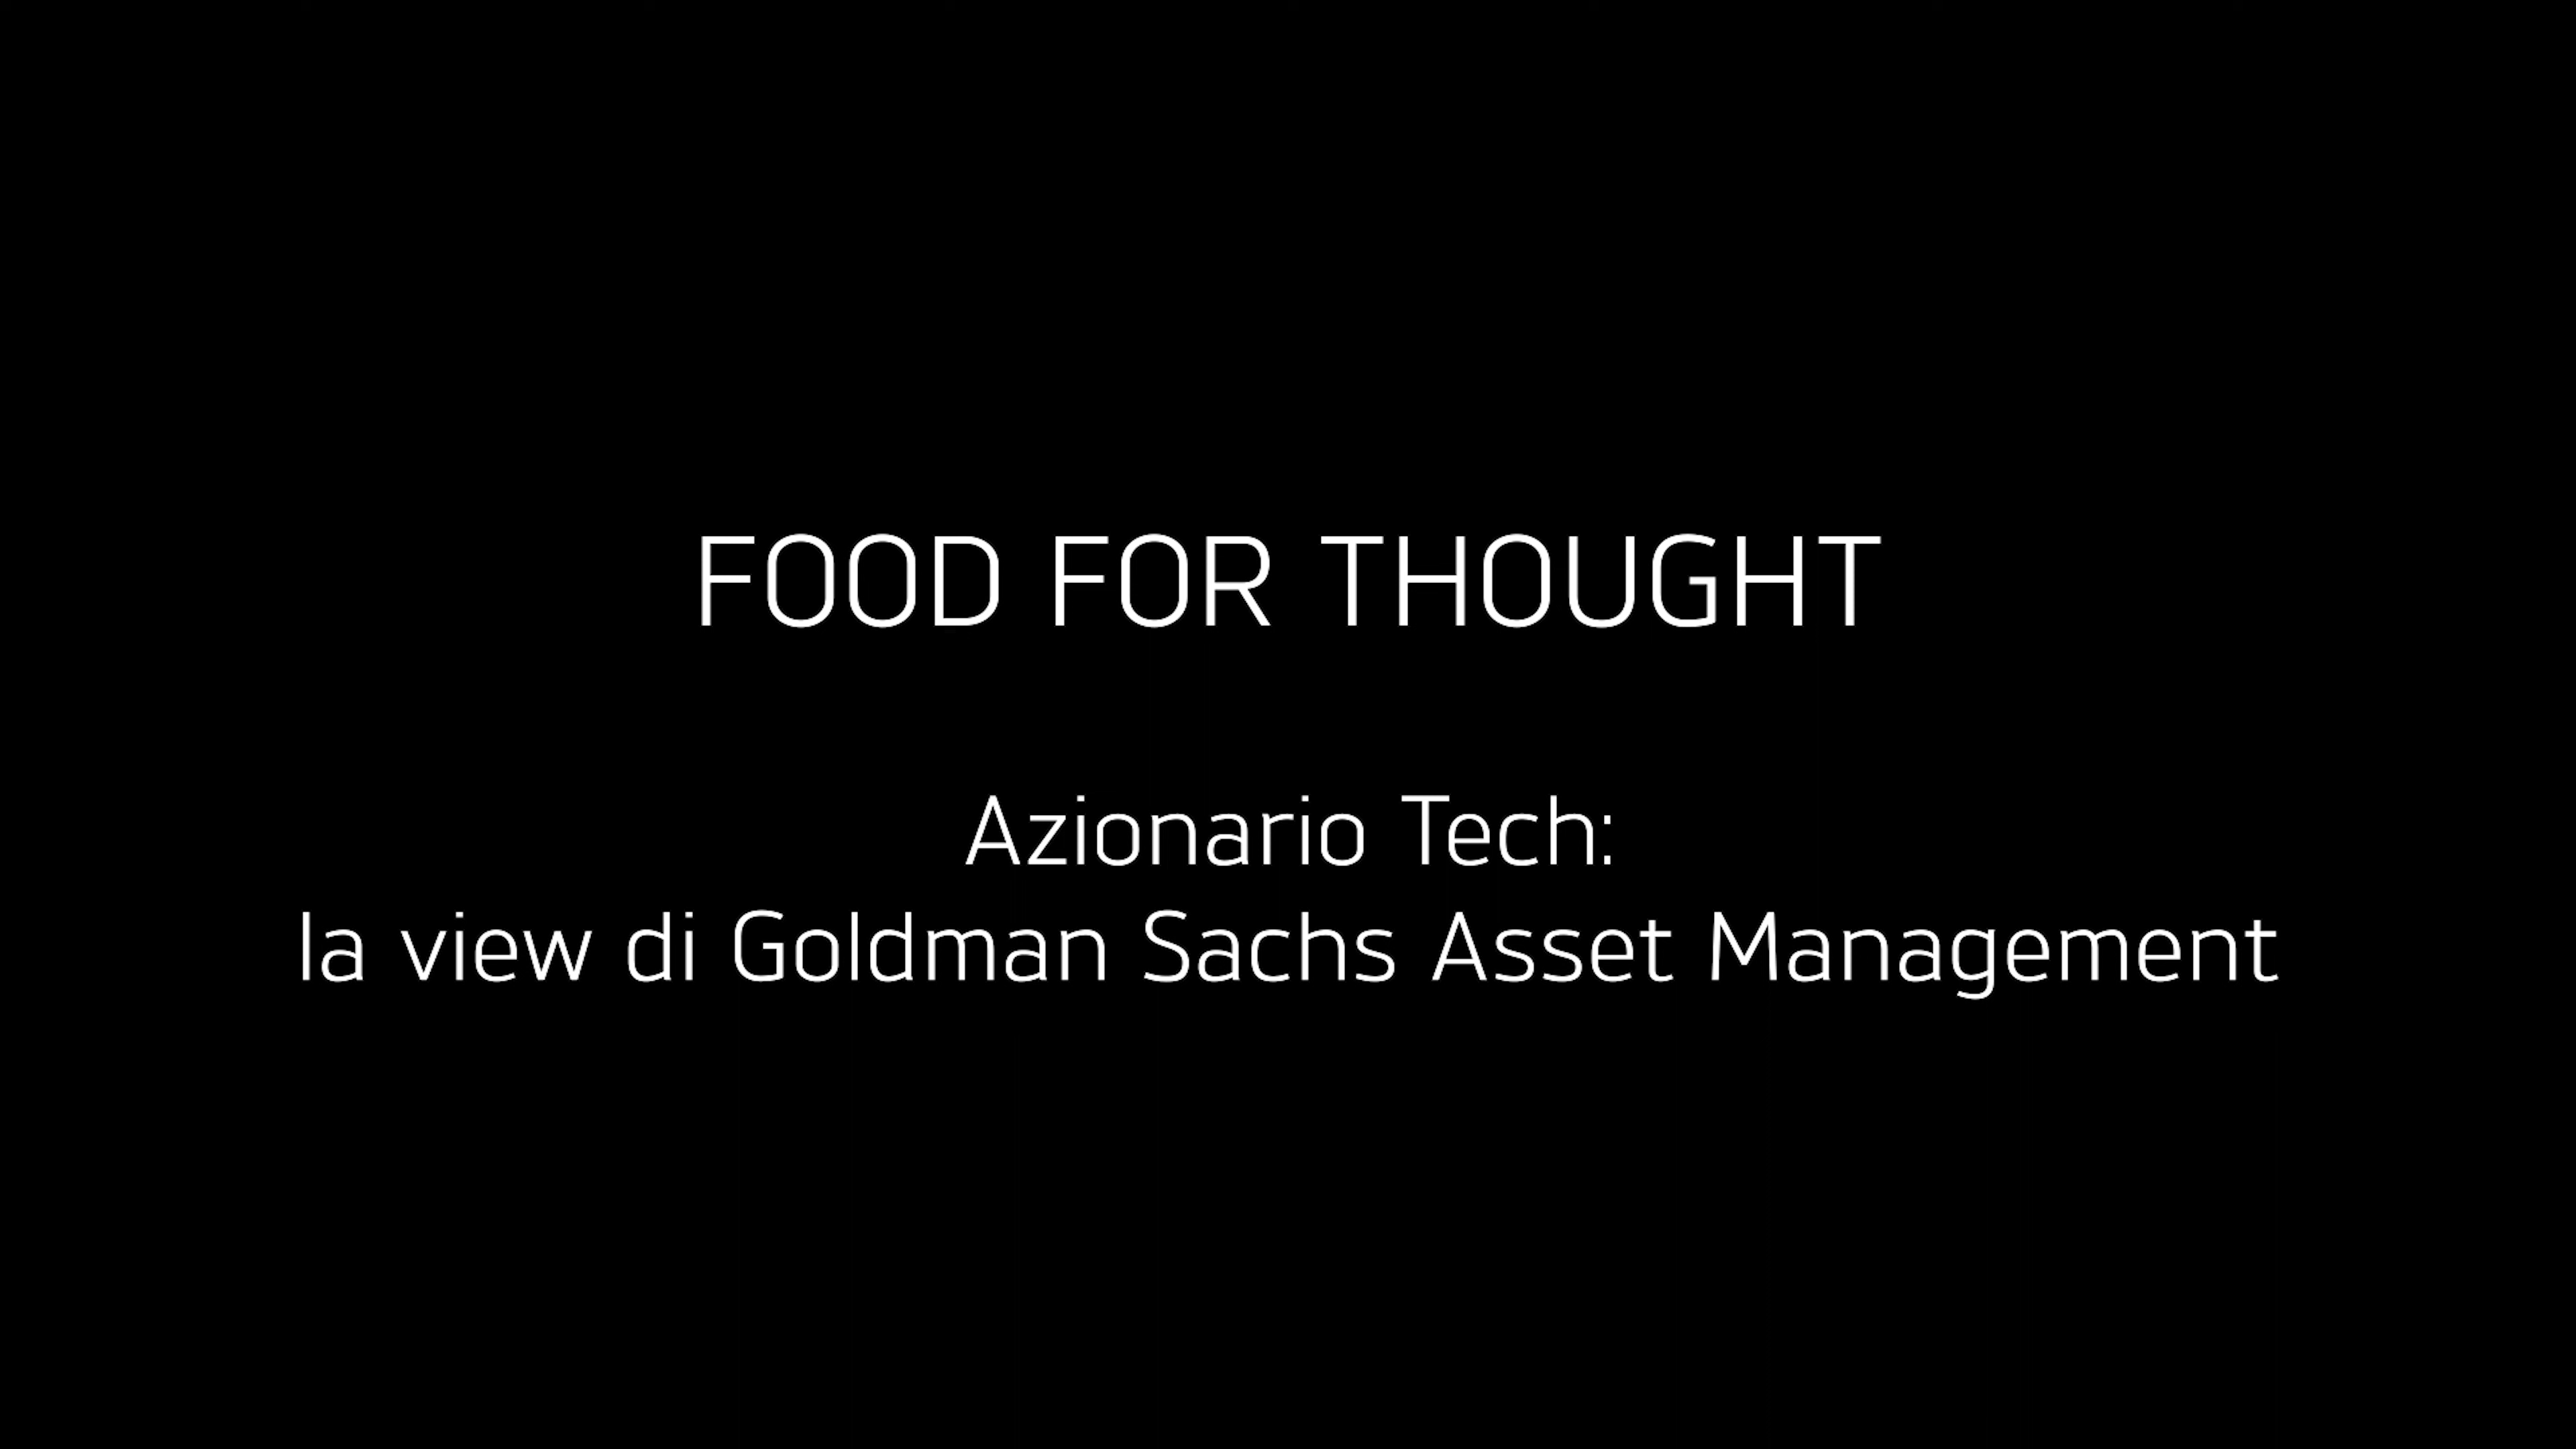 FOOD FOR THOUGHT
Azionario Tech:
la view di Goldman Sachs Asset Management